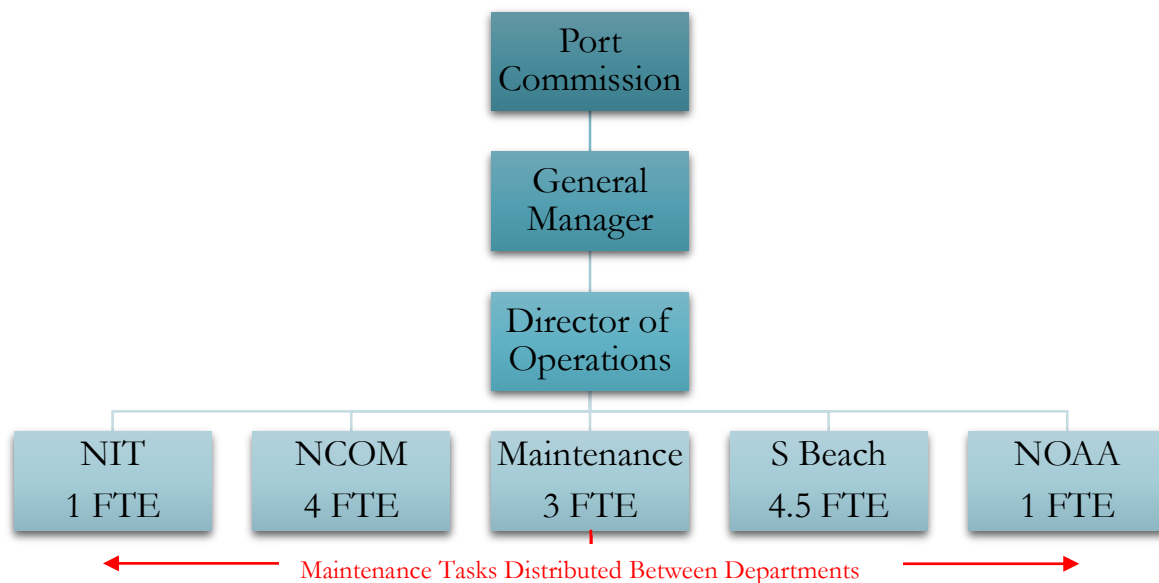 Port
Commission
General
Manager
Director of
Operations
NIT
1 FTE
NCOM
4 FTE
Maintenance
3 FTE
S Beach
4.5 FTE
NOAA
1 FTE
Maintenance Tasks Distributed Between Departments